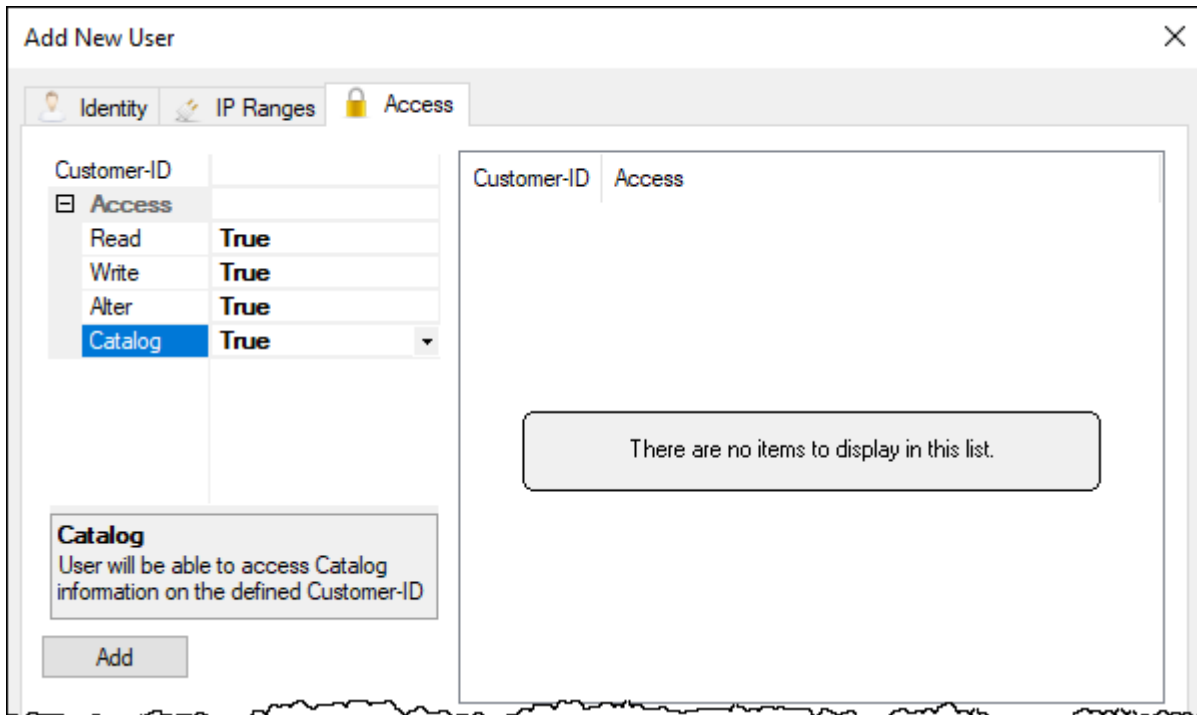 Add New User
Identity IP Ranges Access
Customer-ID
Access
Read True
Write True
Alter True
Catalog True
Catalog
User will be able to access Catalog
information on the defined Customer-ID
Add
Customer-ID Access
There are no items to display in this list.